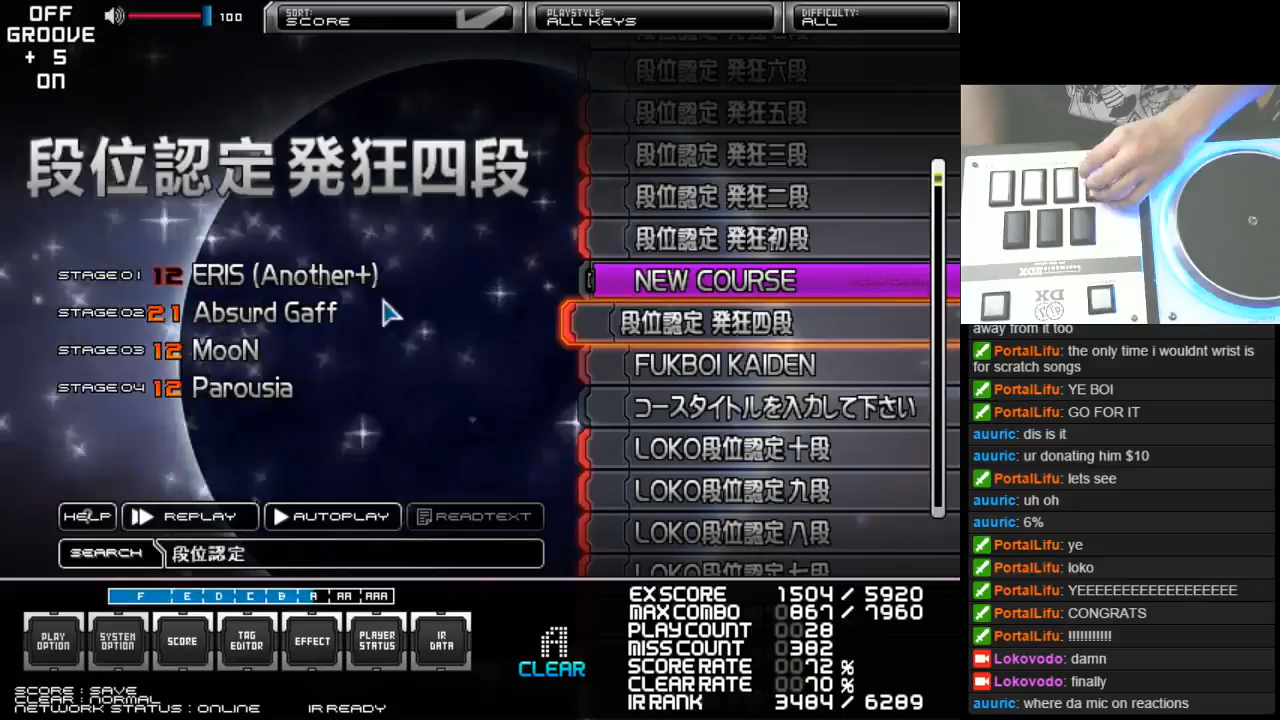 OFF
GROOVE
+ 5
ON
100
SORT:
SCORE
PLAYSTYLE:
ALL KEYS
DIFFICULTY:
ALL
段位認定 発狂四段
STAGE 01 12 ERIS (Another+)
STAGE 02 21 Absurd Gaff
STAGE 03 12 MooN
STAGE 04 12 Parousia
段位認定 発狂六段
段位認定 発狂五段
段位認定 発狂三段
段位認定 発狂二段
段位認定 発狂初段
NEW COURSE
段位認定 発狂四段
FUKBOI KAIDEN
コースタイトルを入力して下さい
LOKO段位認定 十段
LOKO段位認定 九段
LOKO段位認定 八段
LOKO段位認定 七段
HELP
REPLAY
AUTOPLAY
READTEXT
SEARCH
段位認定
F E D C B A AA AAA
PLAY OPTION
SYSTEM OPTION
SCORE
TAG EDITOR
EFFECT
PLAYER STATUS
IR DATA
A
CLEAR
EX SCORE 1504 / 5920
MAX COMBO 0867 / 7960
PLAY COUNT 0028
MISS COUNT 0382
SCORE RATE 0072 %
CLEAR RATE 0070 %
IR RANK 3484 / 6289
SCORE : SAVE
CLEAR : NORMAL
NETWORK STATUS : ONLINE
IR READY
away from it too
PortalLifu: the only time i wouldnt wrist is
for scratch songs
PortalLifu: YE BOI
PortalLifu: GO FOR IT
auuric: dis is it
auuric: ur donating him $10
PortalLifu: lets see
auuric: uh oh
auuric: 6%
PortalLifu: ye
PortalLifu: loko
PortalLifu: YEEEEEEEEEEEEEEEEEEE
PortalLifu: CONGRATS
PortalLifu: !!!!!!!!!!!
Lokovodo: damn
Lokovodo: finally
auuric: where da mic on reactions